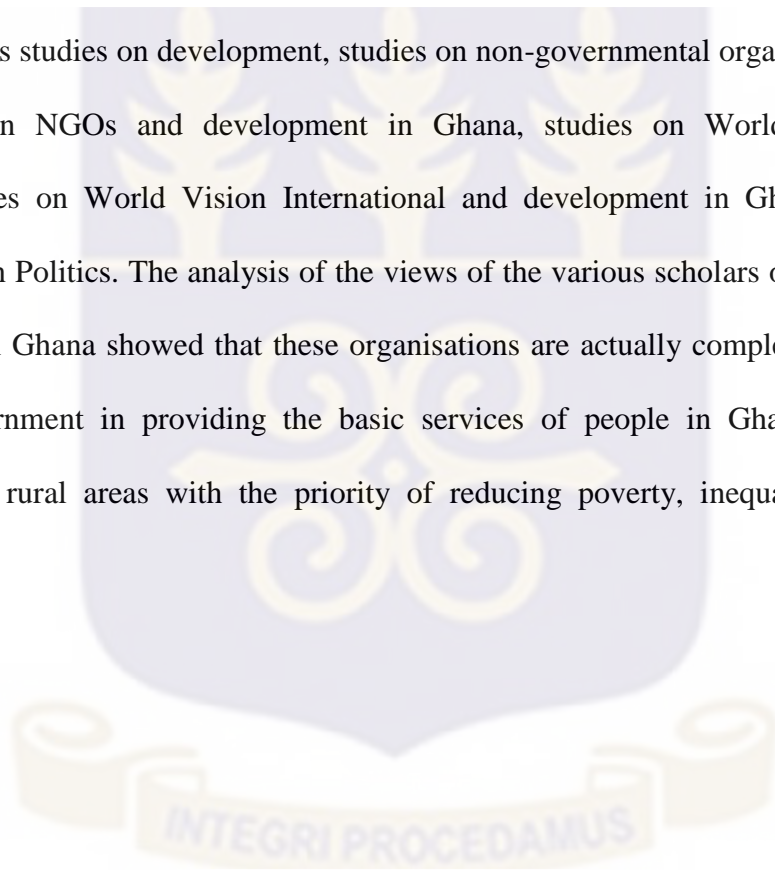 s studies on development, studies on non-governmental orga
n NGOs and development in Ghana, studies on World
es on World Vision International and development in Gh
n Politics. The analysis of the views of the various scholars o
Ghana showed that these organisations are actually comple
rnment in providing the basic services of people in Gha
rural areas with the priority of reducing poverty, inequa
INTEGRI PROCEDAMUS